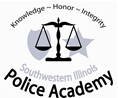 Knowledge ~ Honor ~ Integrity
Southwestern Illinois
Police Academy